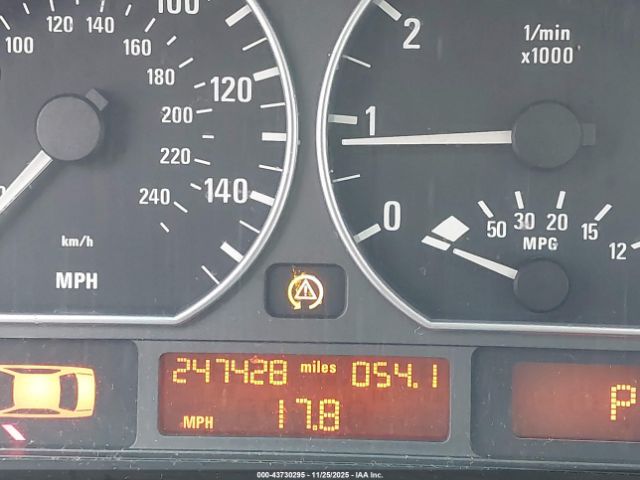 100 120 140 160 180 200 220 240
100 120 140
km/h
MPH
1/min
x1000
2
1
0
50 30 20 15 12
MPG
247428 miles 054.1
MPH 17.8
P
000-43730295 - 11/25/2025 - IAA Inc.